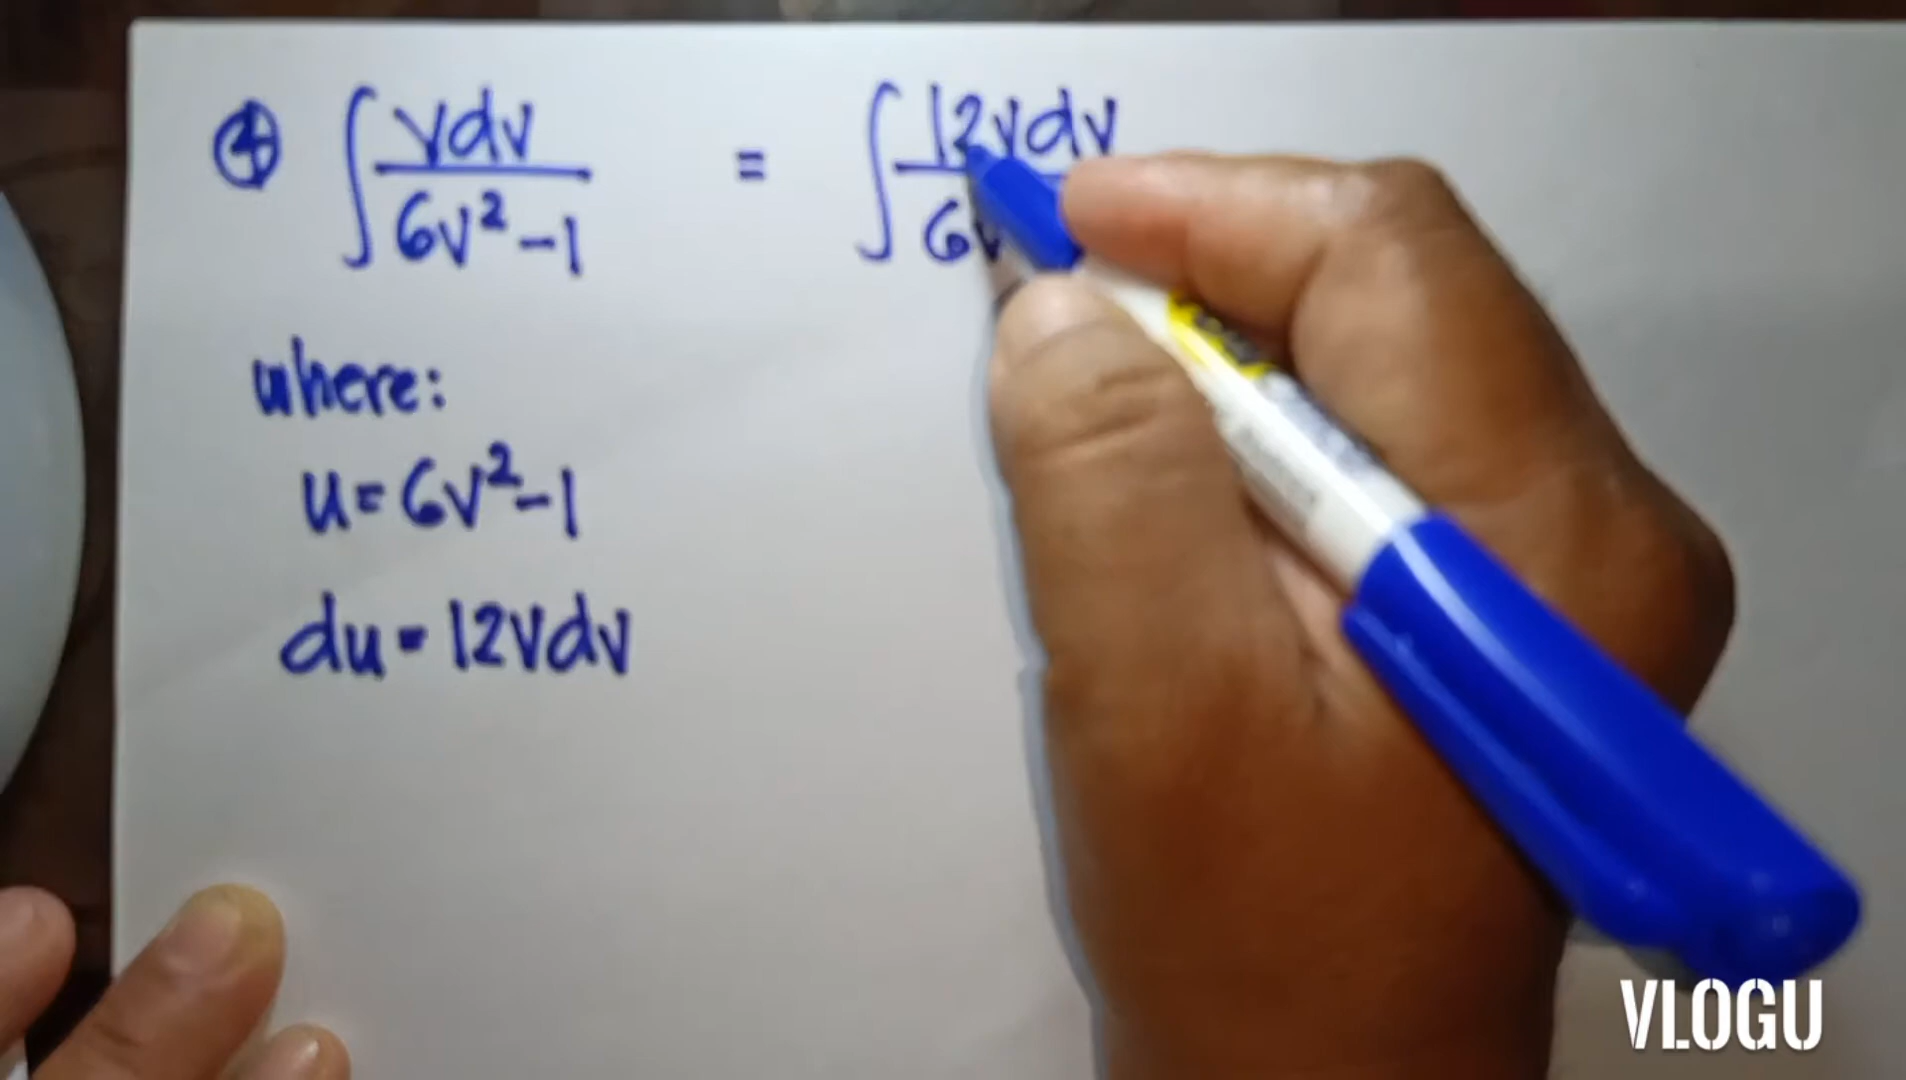 ④ ∫ vdv / 6v² - 1 = ∫ 12vdv / 6v
where:
u = 6v² - 1
du = 12vdv
VLOGU